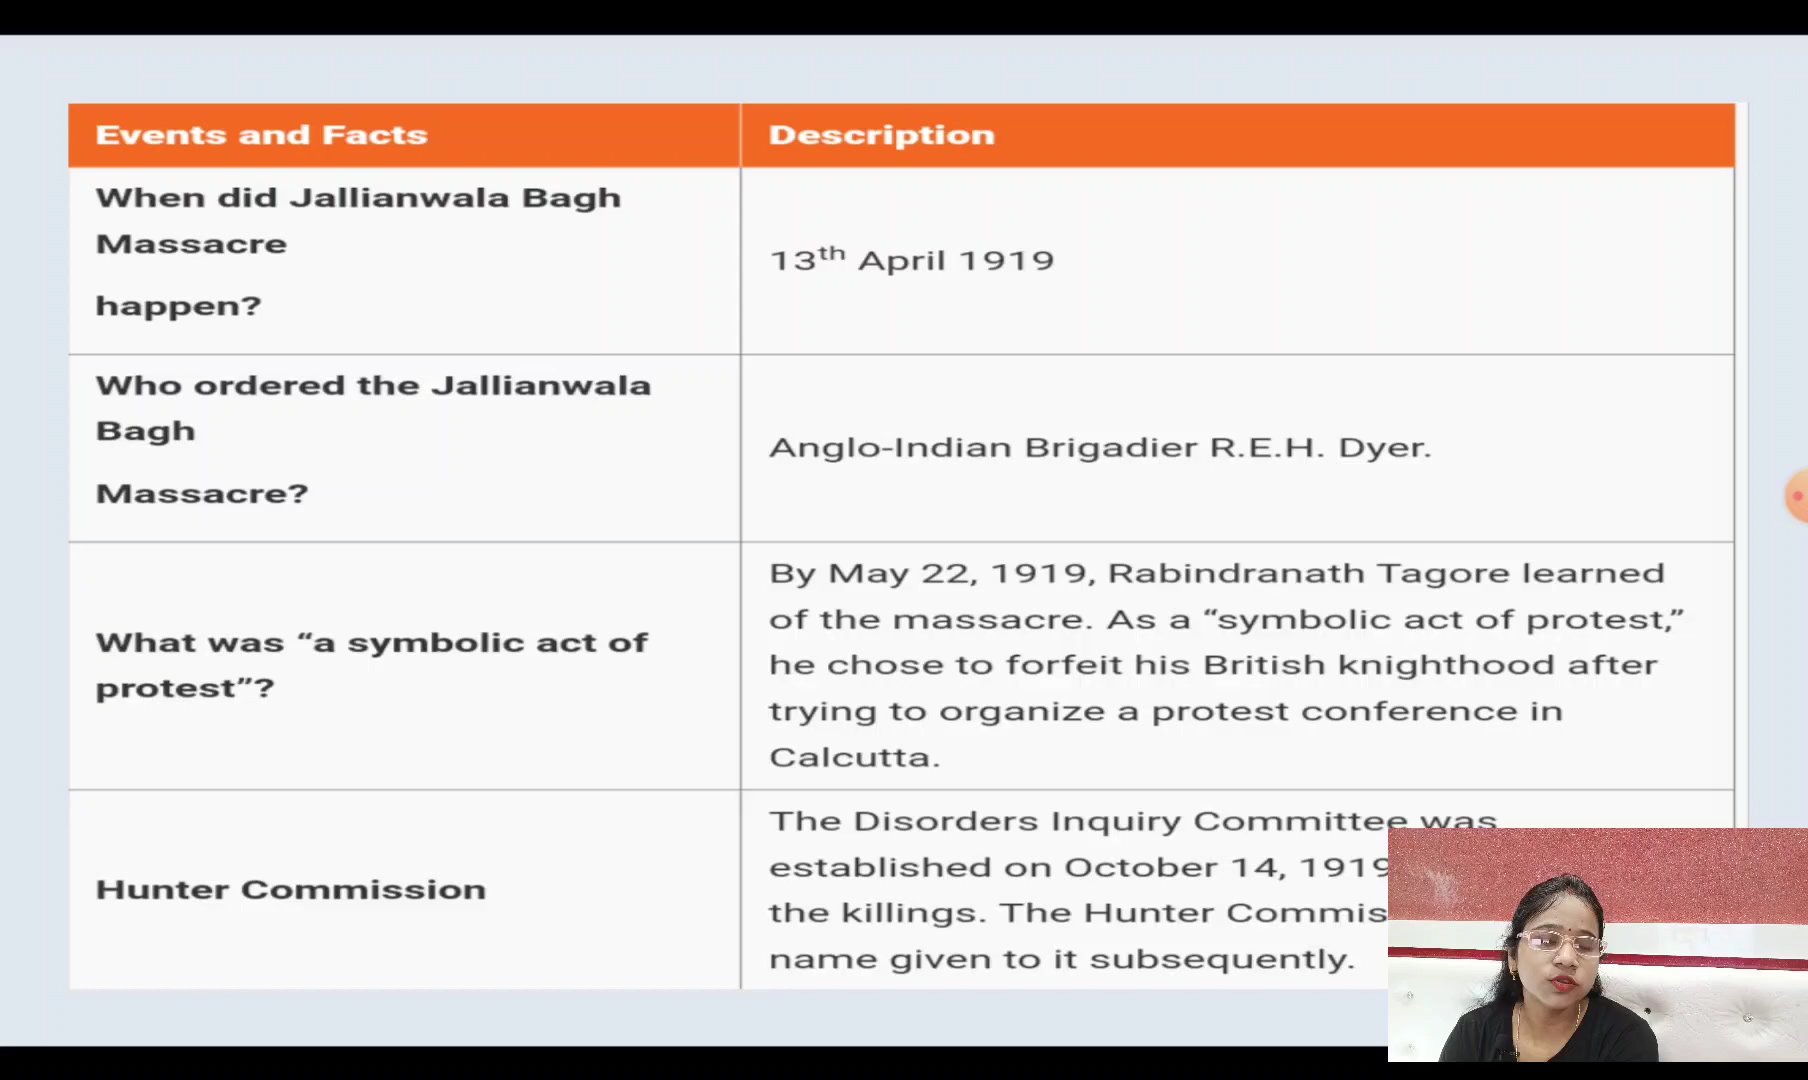 Events and Facts
Description
When did Jallianwala Bagh
Massacre
happen?
13th April 1919
Who ordered the Jallianwala
Bagh
Massacre?
Anglo-Indian Brigadier R.E.H. Dyer.
What was “a symbolic act of
protest”?
By May 22, 1919, Rabindranath Tagore learned
of the massacre. As a “symbolic act of protest,”
he chose to forfeit his British knighthood after
trying to organize a protest conference in
Calcutta.
Hunter Commission
The Disorders Inquiry Committee was
established on October 14, 1919
the killings. The Hunter
name given to it subsequently.